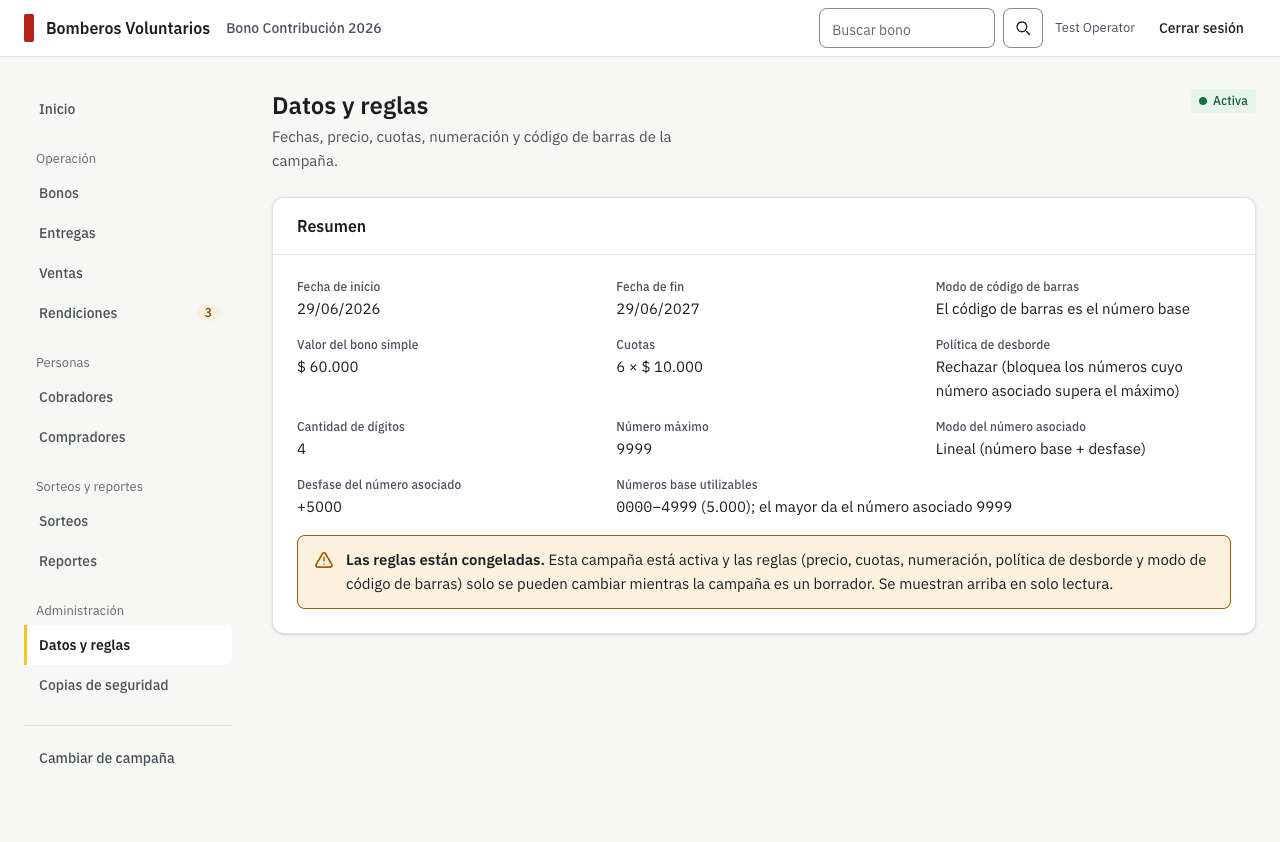 Bomberos Voluntarios
Bono Contribución 2026
Buscar bono
Test Operator
Cerrar sesión
Inicio
Operación
Bonos
Entregas
Ventas
Rendiciones 3
Personas
Cobradores
Compradores
Sorteos y reportes
Sorteos
Reportes
Administración
Datos y reglas
Copias de seguridad
Cambiar de campaña
Datos y reglas
Activa
Fechas, precio, cuotas, numeración y código de barras de la
campaña.
Resumen
Fecha de inicio
29/06/2026
Fecha de fin
29/06/2027
Modo de código de barras
El código de barras es el número base
Valor del bono simple
$ 60.000
Cuotas
6 × $ 10.000
Política de desborde
Rechazar (bloquea los números cuyo
número asociado supera el máximo)
Cantidad de dígitos
4
Número máximo
9999
Modo del número asociado
Lineal (número base + desfase)
Desfase del número asociado
+5000
Números base utilizables
0000–4999 (5.000); el mayor da el número asociado 9999
Las reglas están congeladas. Esta campaña está activa y las reglas (precio, cuotas, numeración, política de desborde y modo de
código de barras) solo se pueden cambiar mientras la campaña es un borrador. Se muestran arriba en solo lectura.